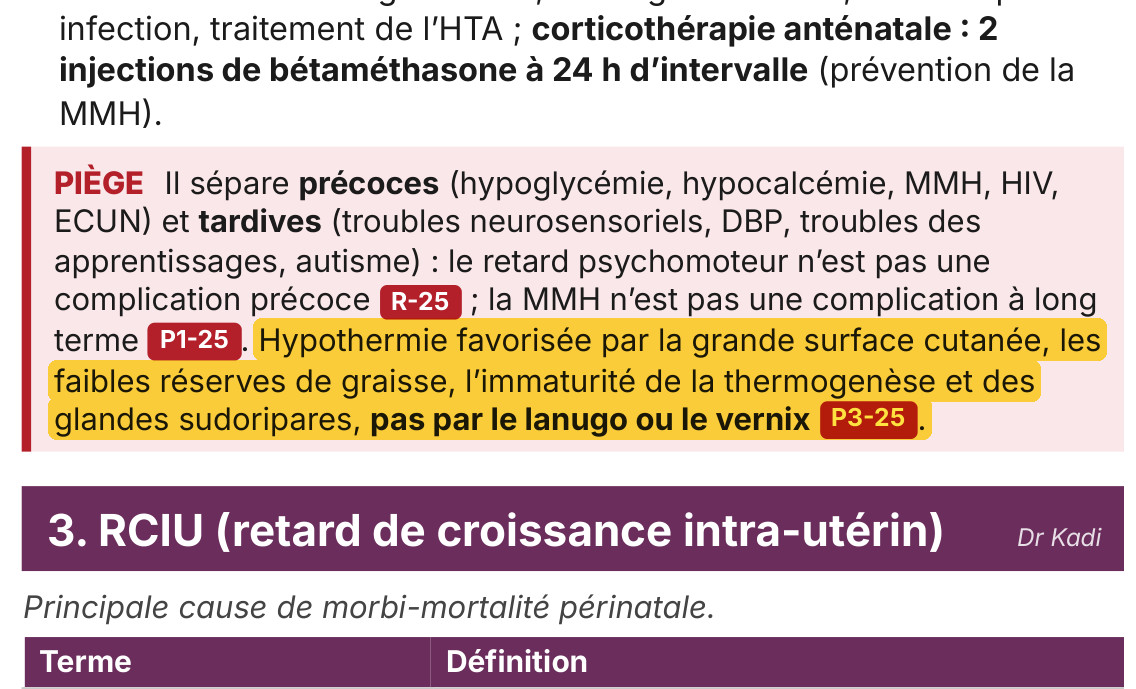 infection, traitement de l’HTA ; corticothérapie anténatale : 2
injections de bétaméthasone à 24 h d’intervalle (prévention de la
MMH).
PIÈGE Il sépare précoces (hypoglycémie, hypocalcémie, MMH, HIV,
ECUN) et tardives (troubles neurosensoriels, DBP, troubles des
apprentissages, autisme) : le retard psychomoteur n’est pas une
complication précoce R-25 ; la MMH n’est pas une complication à long
terme P1-25. Hypothermie favorisée par la grande surface cutanée, les
faibles réserves de graisse, l’immaturité de la thermogenèse et des
glandes sudoripares, pas par le lanugo ou le vernix P3-25.
3. RCIU (retard de croissance intra-utérin) Dr Kadi
Principale cause de morbi-mortalité périnatale.
Terme Définition